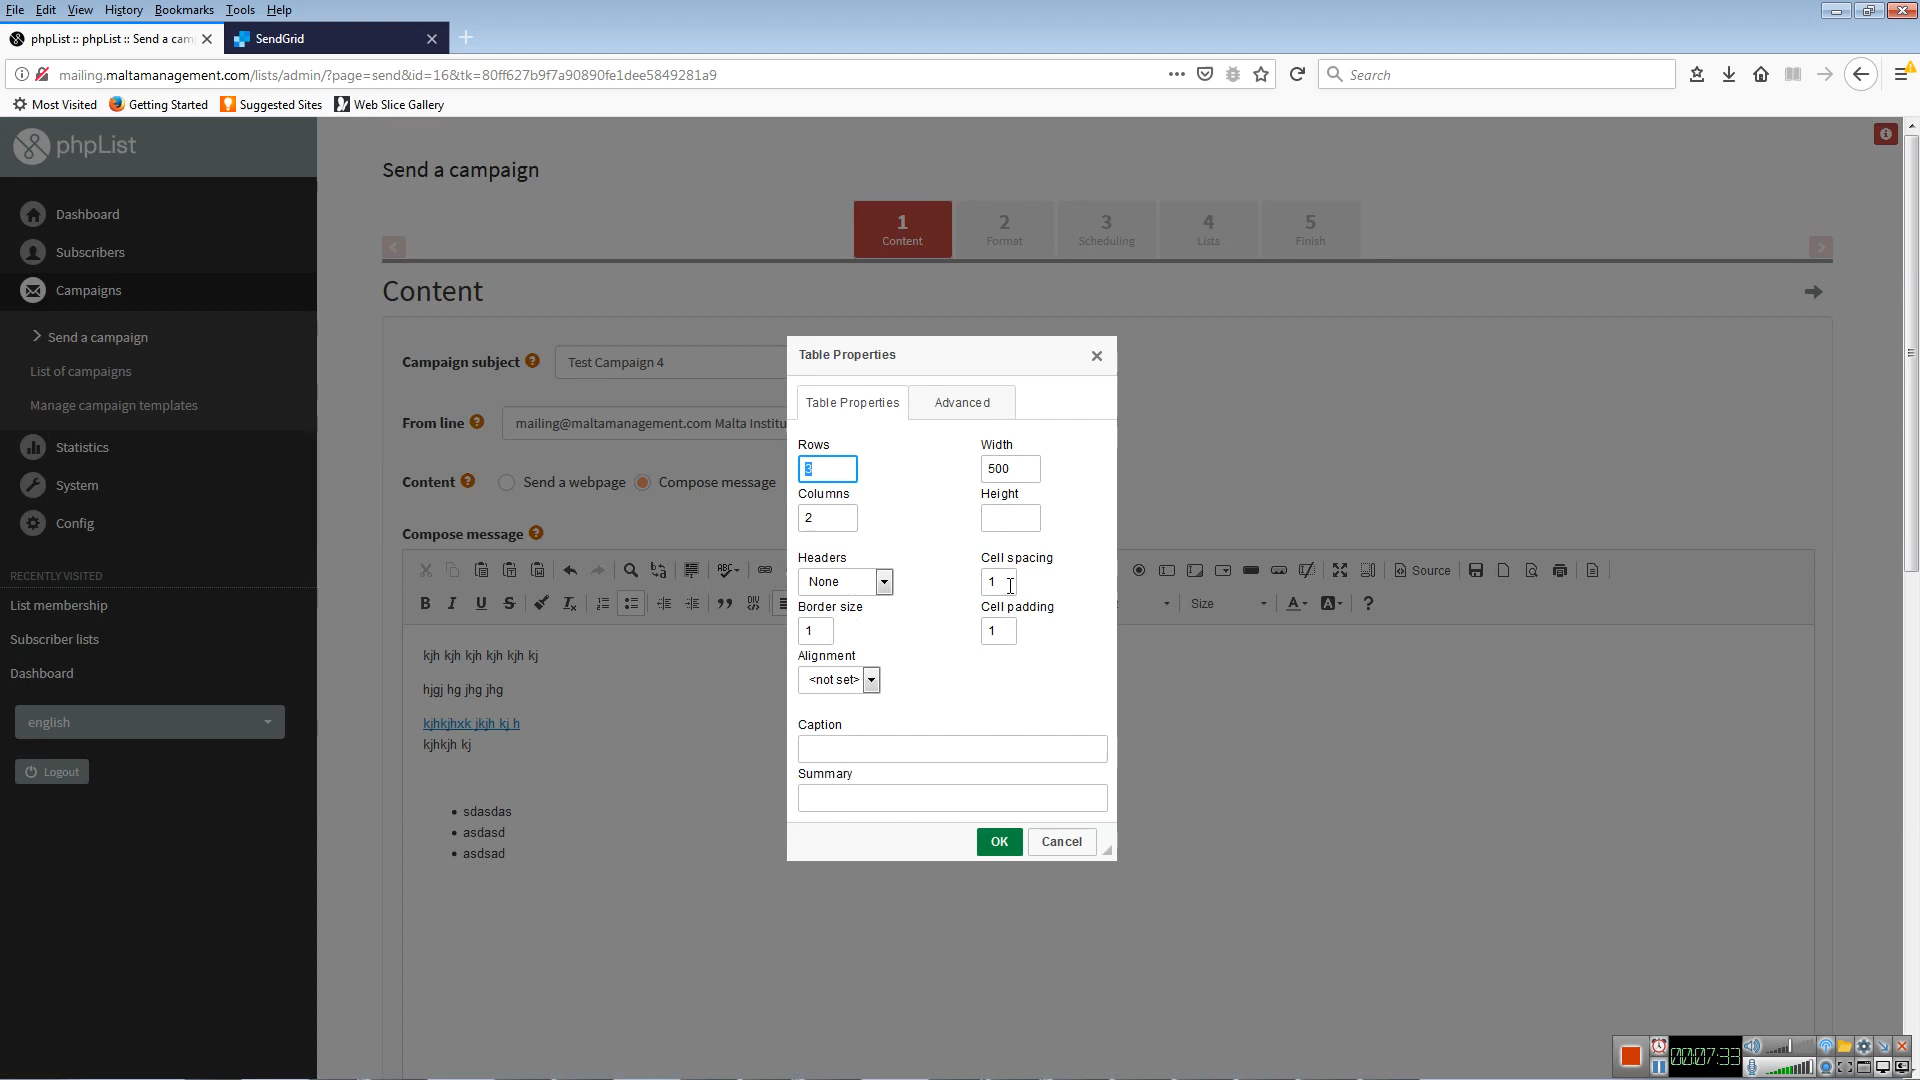 File Edit View History Bookmarks Tools Help
phpList :: phpList :: Send a cam
SendGrid
mailing.maltamanagement.com/lists/admin/?page=send&id=16&tk=80ff627b9f7a90890fe1dee5849281a9
Search
Most Visited Getting Started Suggested Sites Web Slice Gallery
phpList
Dashboard
Subscribers
Campaigns
Send a campaign
List of campaigns
Manage campaign templates
Statistics
System
Config
RECENTLY VISITED
List membership
Subscriber lists
Dashboard
english
Logout
Send a campaign
1 2 3 4 5
Content Format Scheduling Lists Finish
Content
Campaign subject Test Campaign 4
From line mailing@maltamanagement.com Malta Institu
Content Send a webpage Compose message
Compose message
Source
Size
kjh kjh kjh kjh kjh kj
hjgj hg jhg jhg
kjhkjhxk jkjh kj h
kjhkjh kj
• sdasdas
• asdasd
• asdsad
Table Properties
Table Properties Advanced
Rows Width
3 500
Columns Height
2
Headers Cell spacing
None 1
Border size Cell padding
1 1
Alignment
<not set>
Caption
Summary
OK Cancel
00:07:33